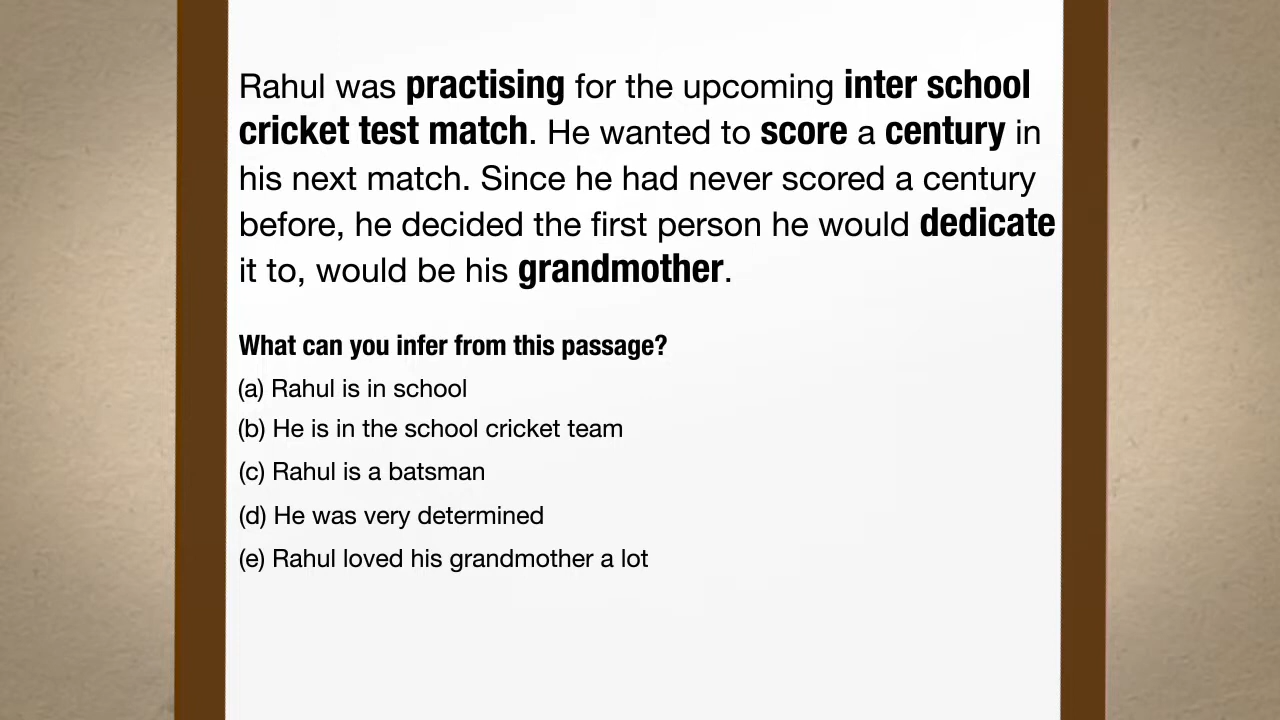 Rahul was practising for the upcoming inter school
cricket test match. He wanted to score a century in
his next match. Since he had never scored a century
before, he decided the first person he would dedicate
it to, would be his grandmother.
What can you infer from this passage?
(a) Rahul is in school
(b) He is in the school cricket team
(c) Rahul is a batsman
(d) He was very determined
(e) Rahul loved his grandmother a lot